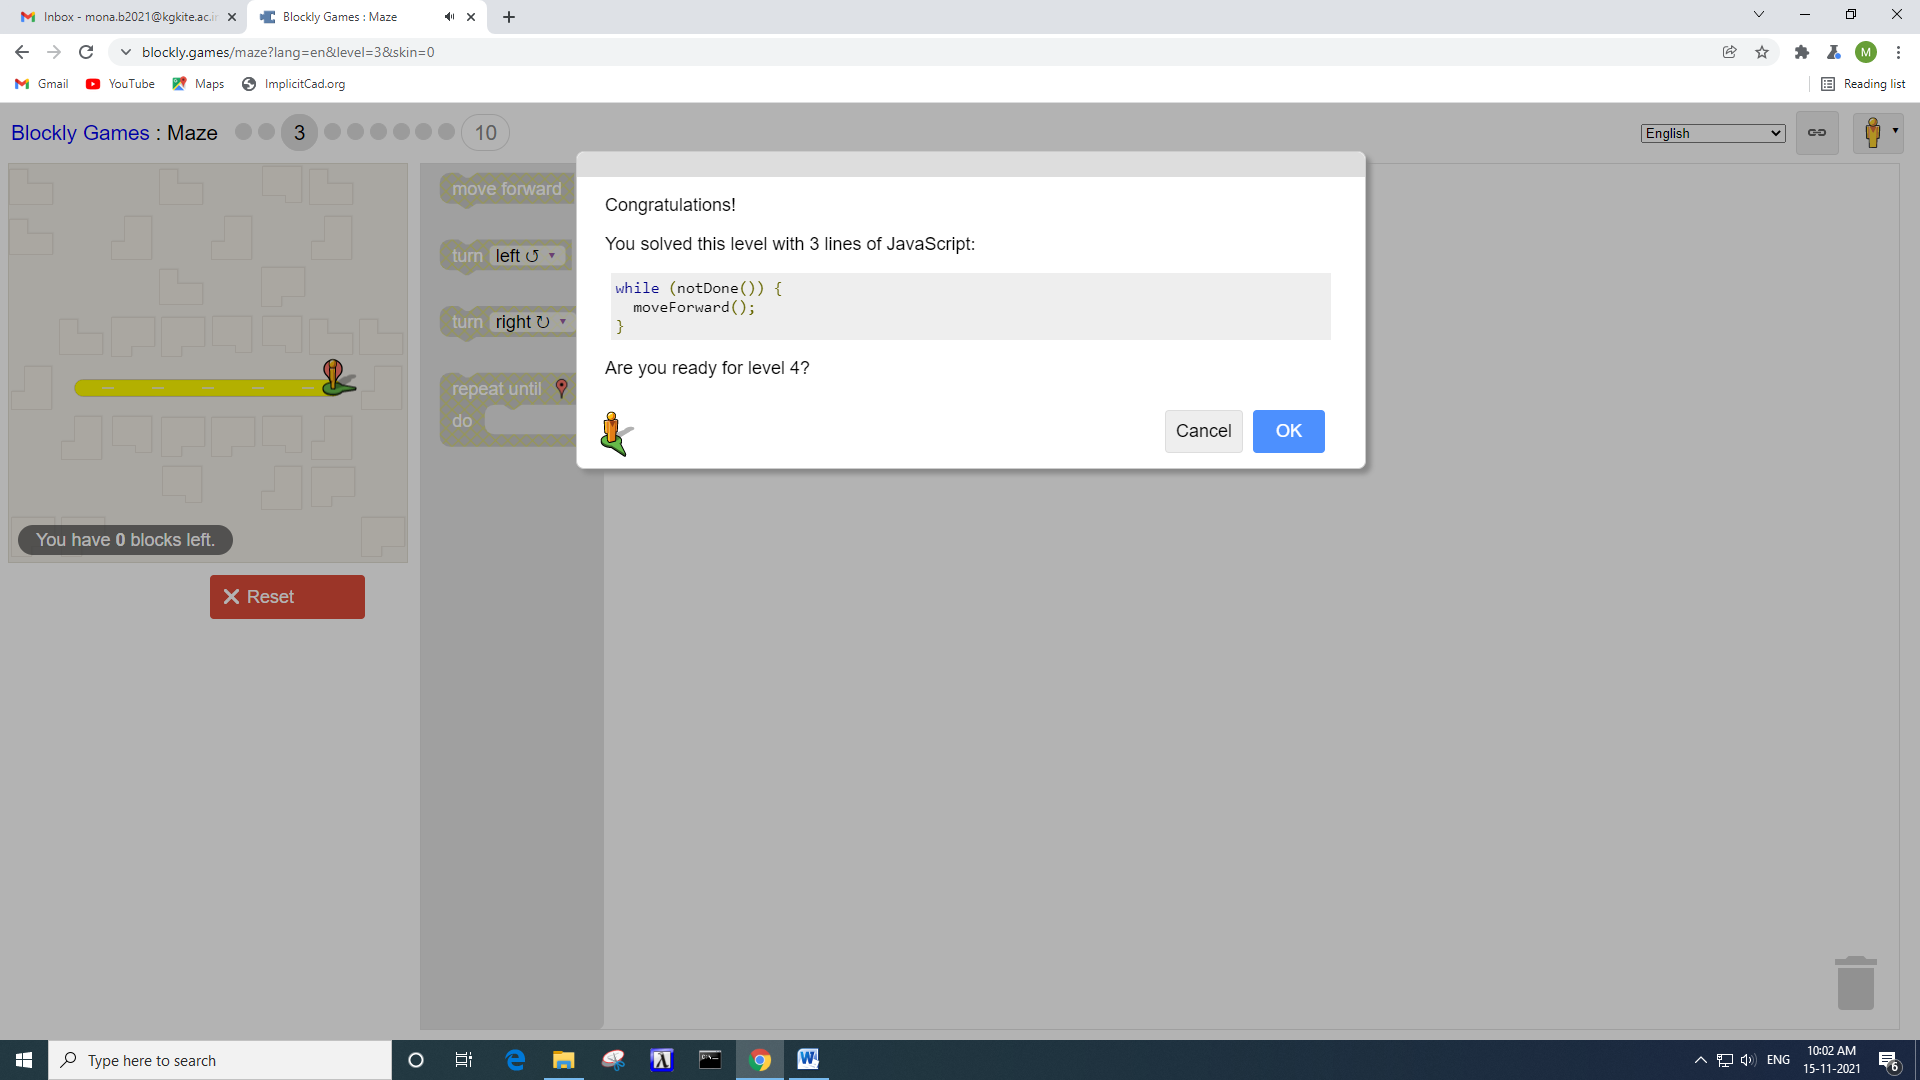 Inbox - mona.b2021@kgkite.ac.in
Blockly Games : Maze
blockly.games/maze?lang=en&level=3&skin=0
M
Gmail
YouTube
Maps
ImplicitCad.org
Reading list
Blockly Games : Maze
3
10
English
move forward
turn left ↺ ▾
turn right ↻ ▾
repeat until
do
Congratulations!
You solved this level with 3 lines of JavaScript:
while (notDone()) {
moveForward();
}
Are you ready for level 4?
Cancel
OK
You have 0 blocks left.
Reset
Type here to search
ENG
10:02 AM
15-11-2021
6